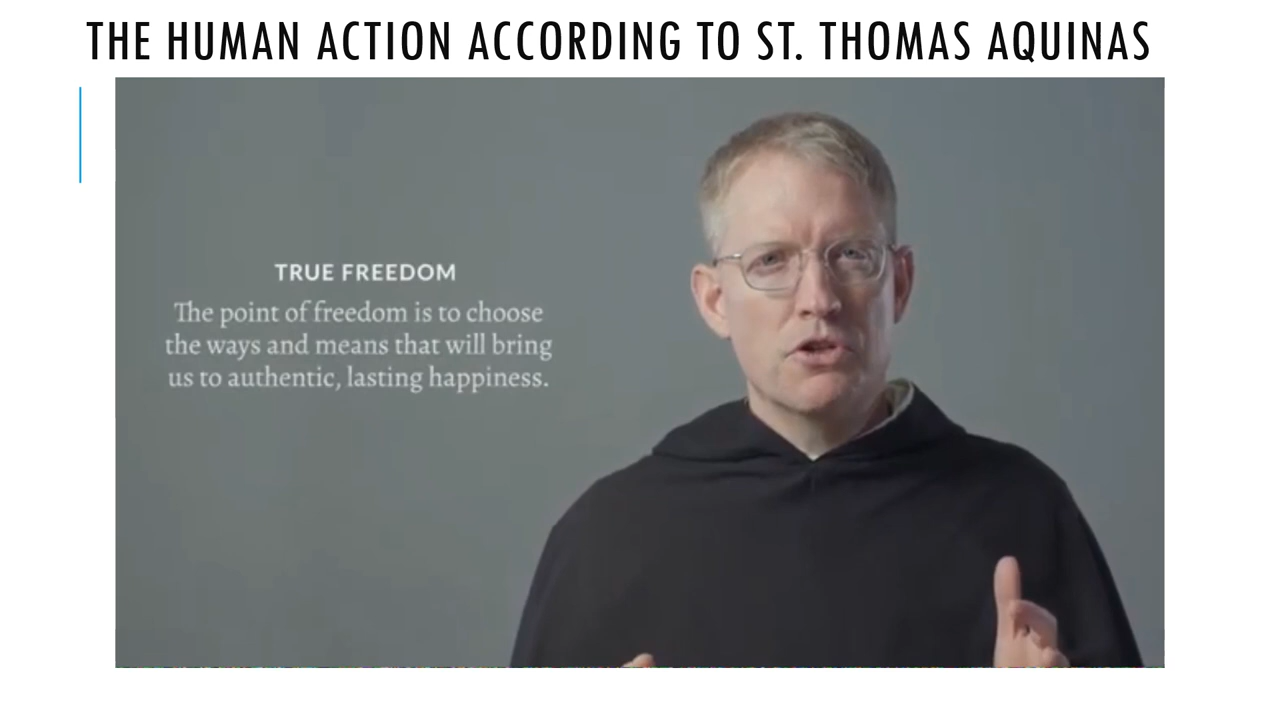 THE HUMAN ACTION ACCORDING TO ST. THOMAS AQUINAS
TRUE FREEDOM
The point of freedom is to choose
the ways and means that will bring
us to authentic, lasting happiness.